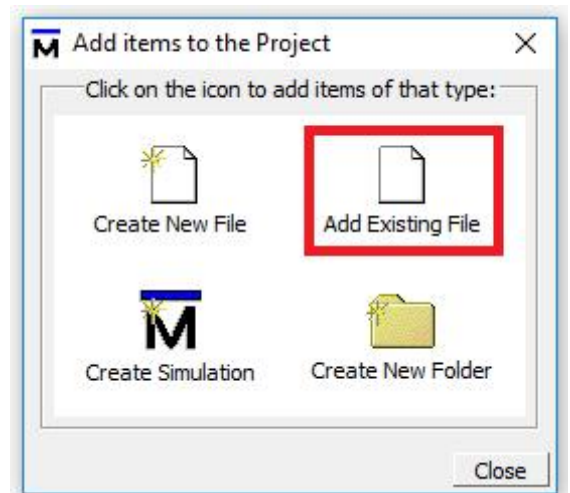 M Add items to the Project
Click on the icon to add items of that type:
Create New File
Add Existing File
M
Create Simulation
Create New Folder
Close